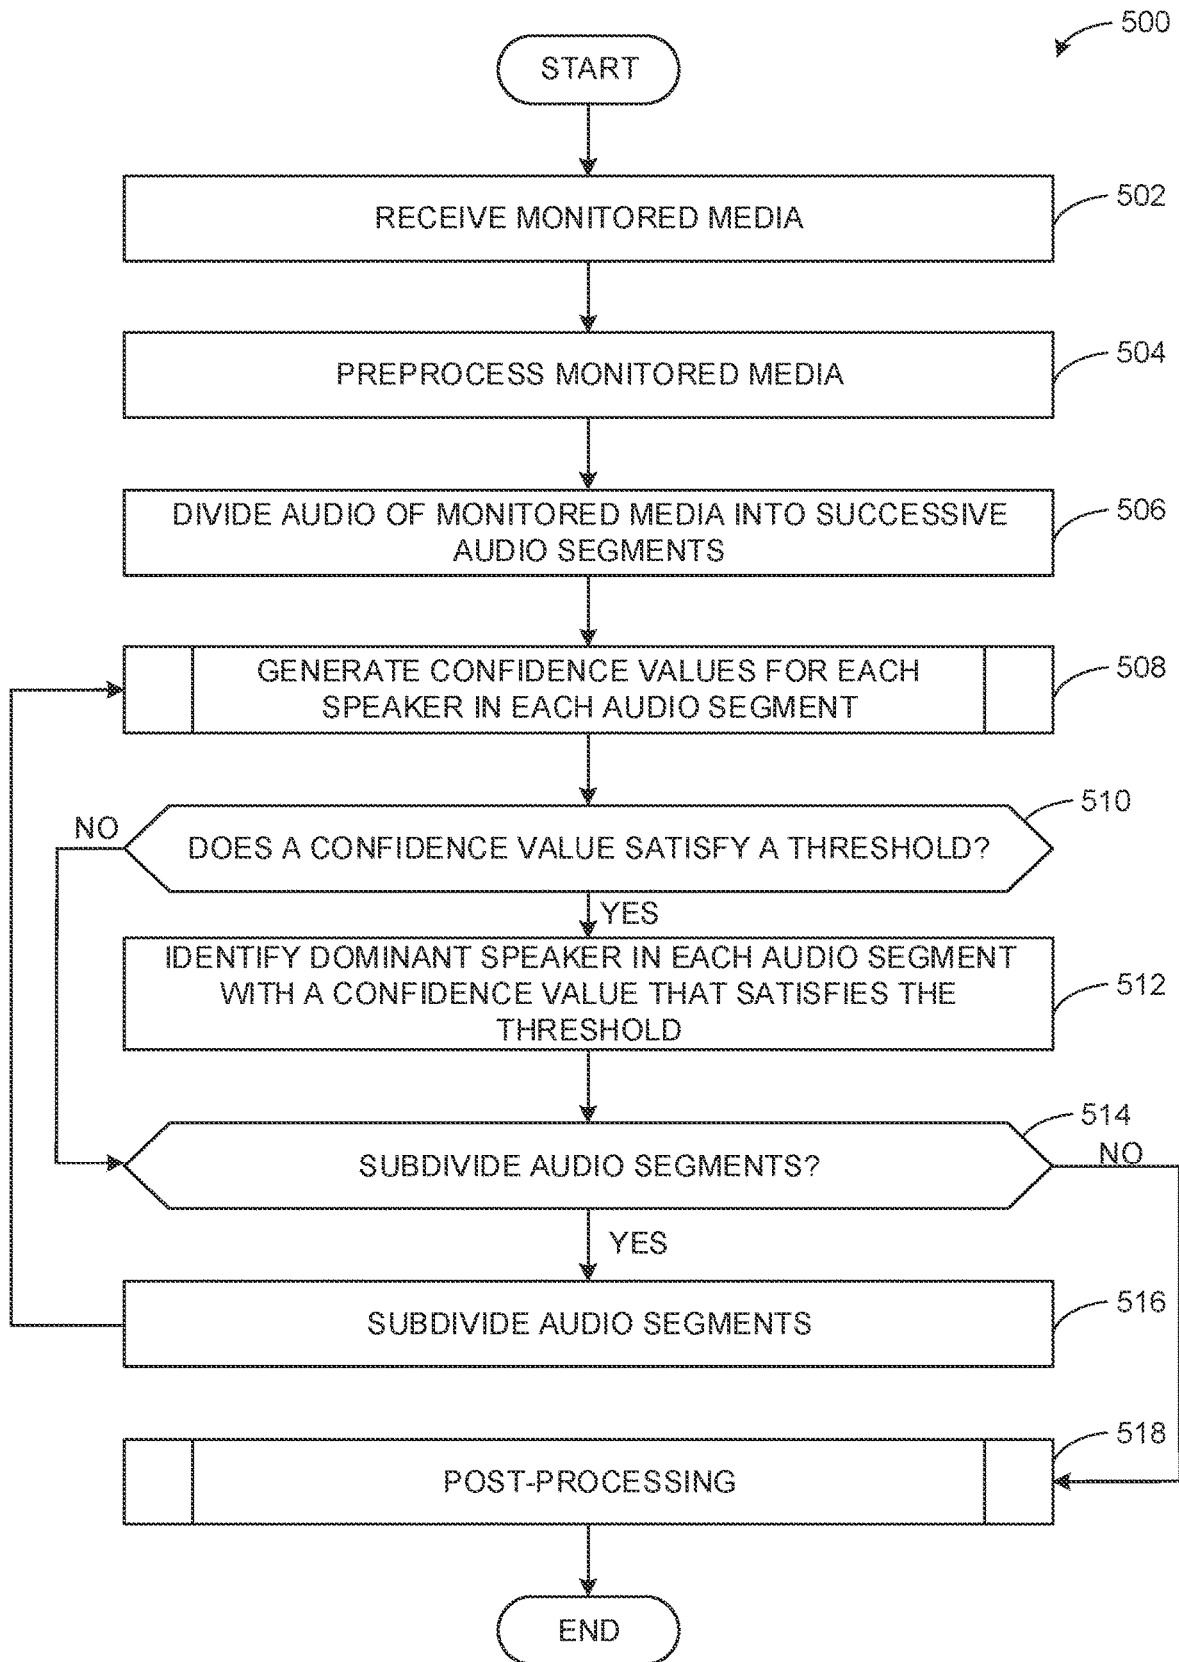 500
START
RECEIVE MONITORED MEDIA
502
PREPROCESS MONITORED MEDIA
504
DIVIDE AUDIO OF MONITORED MEDIA INTO SUCCESSIVE
AUDIO SEGMENTS
506
GENERATE CONFIDENCE VALUES FOR EACH
SPEAKER IN EACH AUDIO SEGMENT
508
510
NO
DOES A CONFIDENCE VALUE SATISFY A THRESHOLD?
YES
IDENTIFY DOMINANT SPEAKER IN EACH AUDIO SEGMENT
WITH A CONFIDENCE VALUE THAT SATISFIES THE
THRESHOLD
512
514
SUBDIVIDE AUDIO SEGMENTS?
NO
YES
SUBDIVIDE AUDIO SEGMENTS
516
POST-PROCESSING
518
END